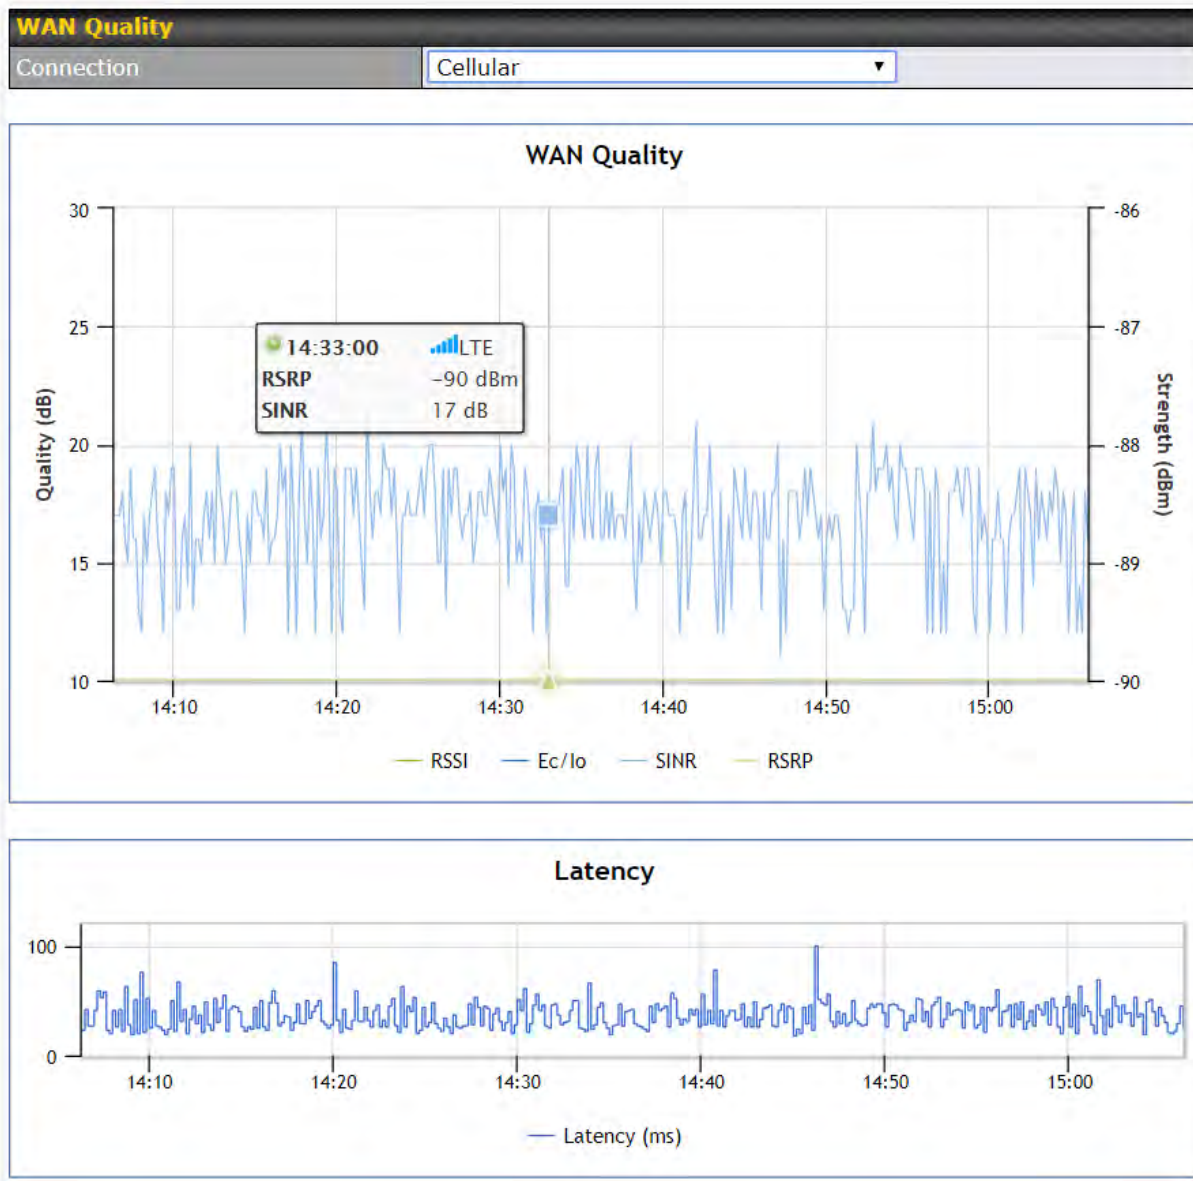 WAN Quality
Connection
Cellular
WAN Quality
30
25
20
15
10
Quality (dB)
-86
-87
-88
-89
-90
Strength (dBm)
14:33:00 LTE
RSRP -90 dBm
SINR 17 dB
14:10 14:20 14:30 14:40 14:50 15:00
RSSI Ec/Io SINR RSRP
Latency
100
0
14:10 14:20 14:30 14:40 14:50 15:00
Latency (ms)